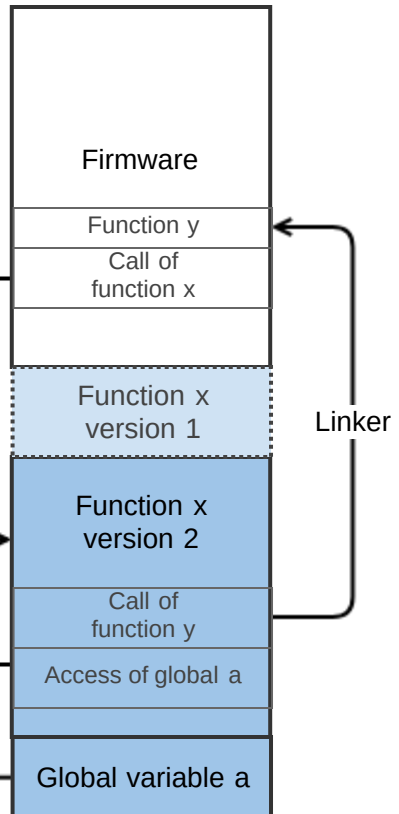 Firmware
Function y
Call of
function x
Function x
version 1
Linker
Function x
version 2
Call of
function y
Access of global a
Global variable a